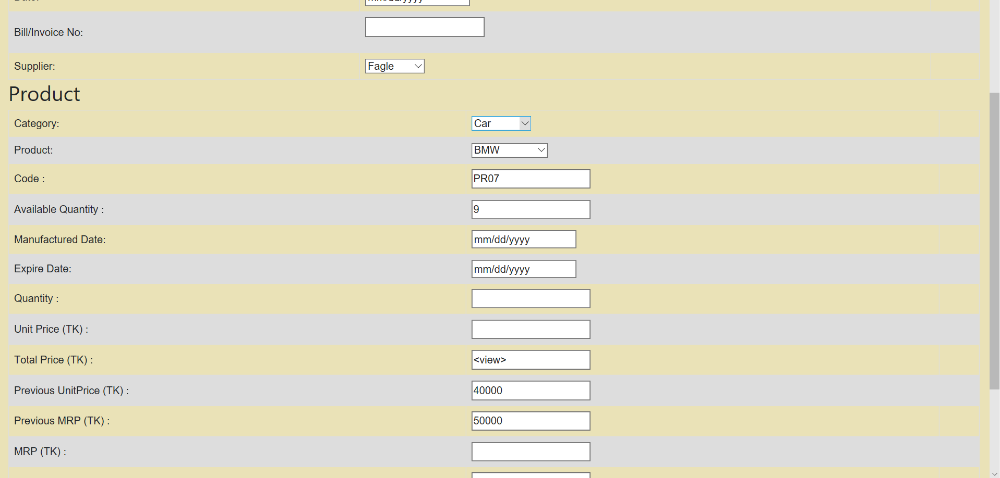 Bill/Invoice No:
Supplier: Fagle
Product
Category: Car
Product: BMW
Code : PR07
Available Quantity : 9
Manufactured Date: mm/dd/yyyy
Expire Date: mm/dd/yyyy
Quantity :
Unit Price (TK) :
Total Price (TK) : <view>
Previous UnitPrice (TK) : 40000
Previous MRP (TK) : 50000
MRP (TK) :